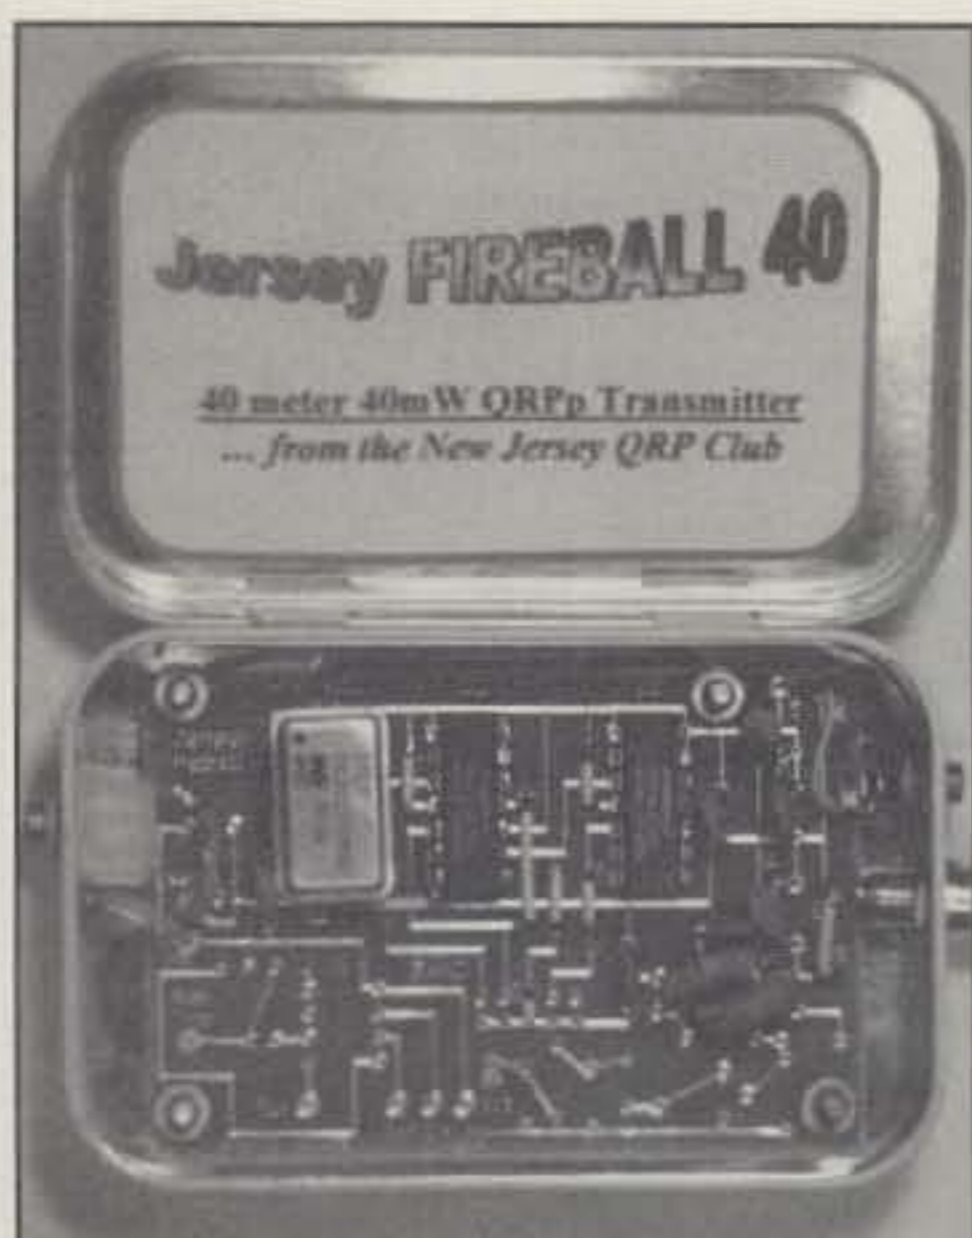 Jersey FIREBALL 40
40 meter 40mW QRPp Transmitter
... from the New Jersey QRP Club